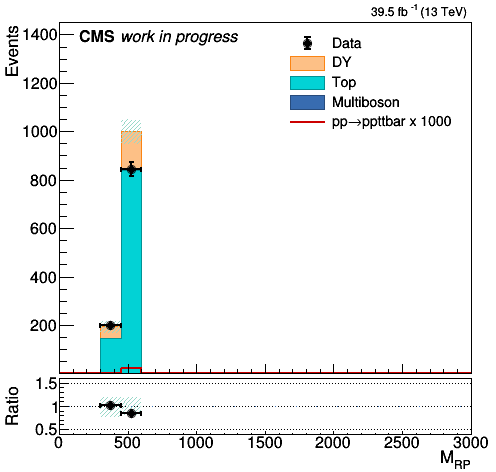 39.5 fb⁻¹ (13 TeV)
CMS work in progress
Events
1400
1200
1000
800
600
400
200
Data
DY
Top
Multiboson
pp→ppttbar x 1000
Ratio
1.5
1
0.5
0 500 1000 1500 2000 2500 3000
M_RP